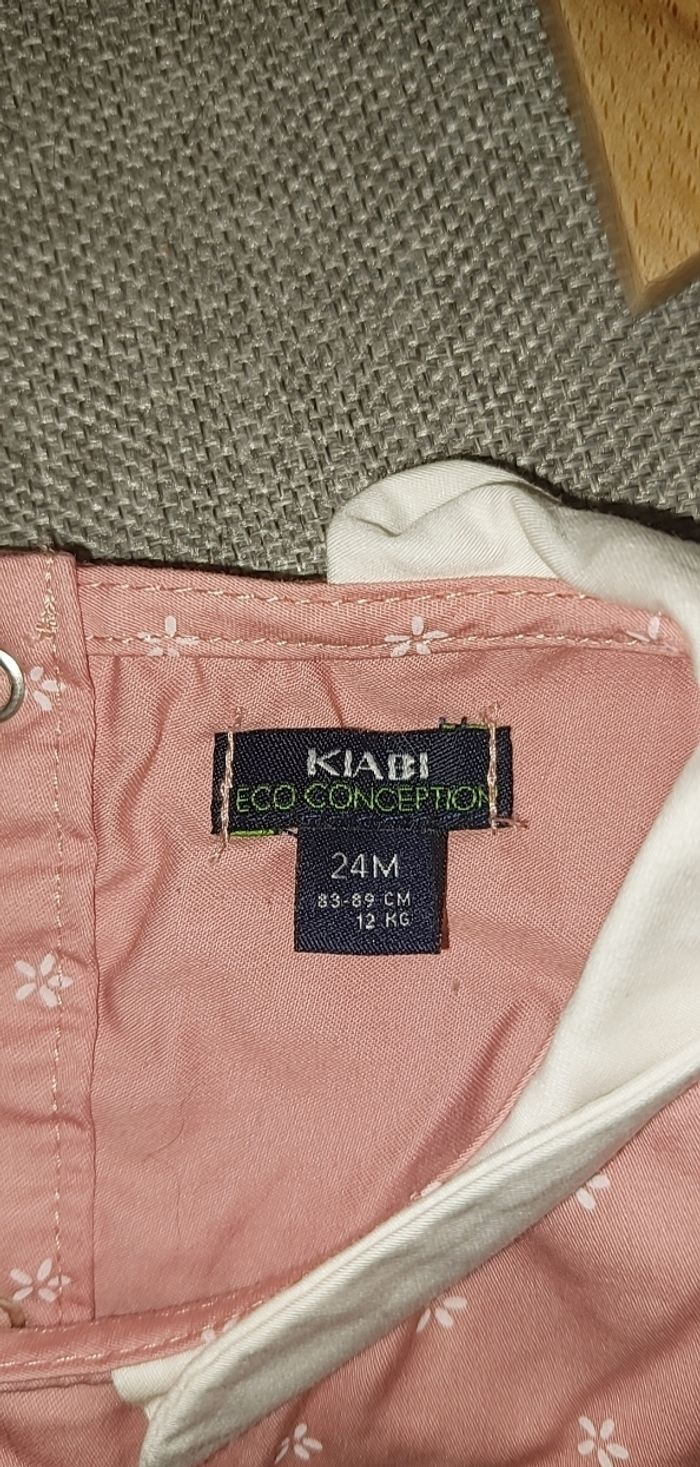 KIABI
ECO CONCEPTION
24M
83-89 CM
12 KG